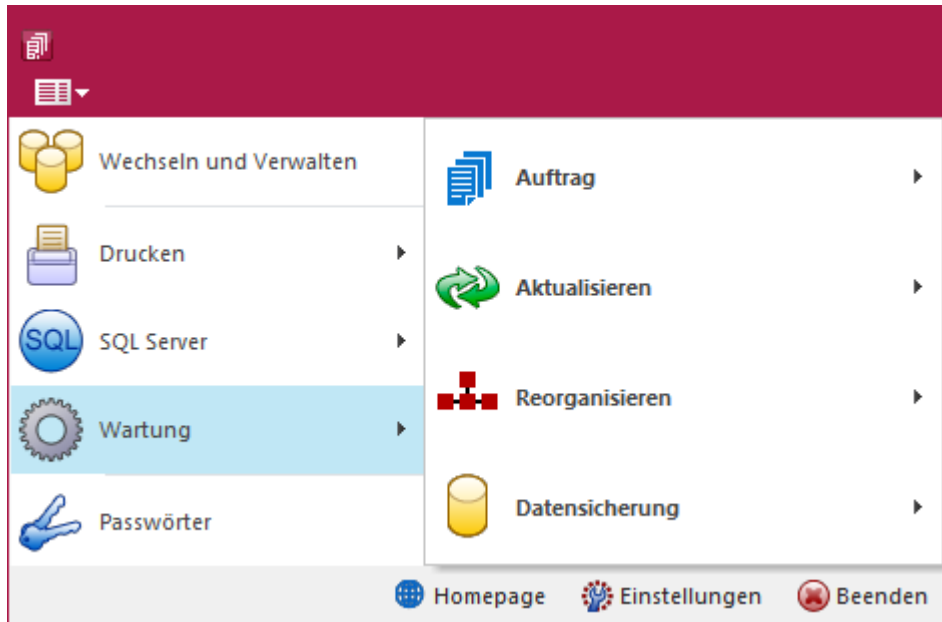 Wechseln und Verwalten
Drucken
SQL
SQL Server
Wartung
Passwörter
Auftrag
Aktualisieren
Reorganisieren
Datensicherung
Homepage
Einstellungen
Beenden